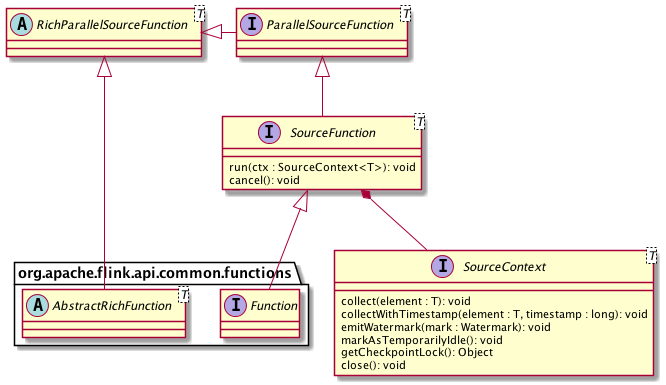 A RichParallelSourceFunction T
I ParallelSourceFunction T
I SourceFunction T
run(ctx : SourceContext<T>): void
cancel(): void
org.apache.flink.api.common.functions
A AbstractRichFunction T
I Function
I SourceContext T
collect(element : T): void
collectWithTimestamp(element : T, timestamp : long): void
emitWatermark(mark : Watermark): void
markAsTemporarilyIdle(): void
getCheckpointLock(): Object
close(): void